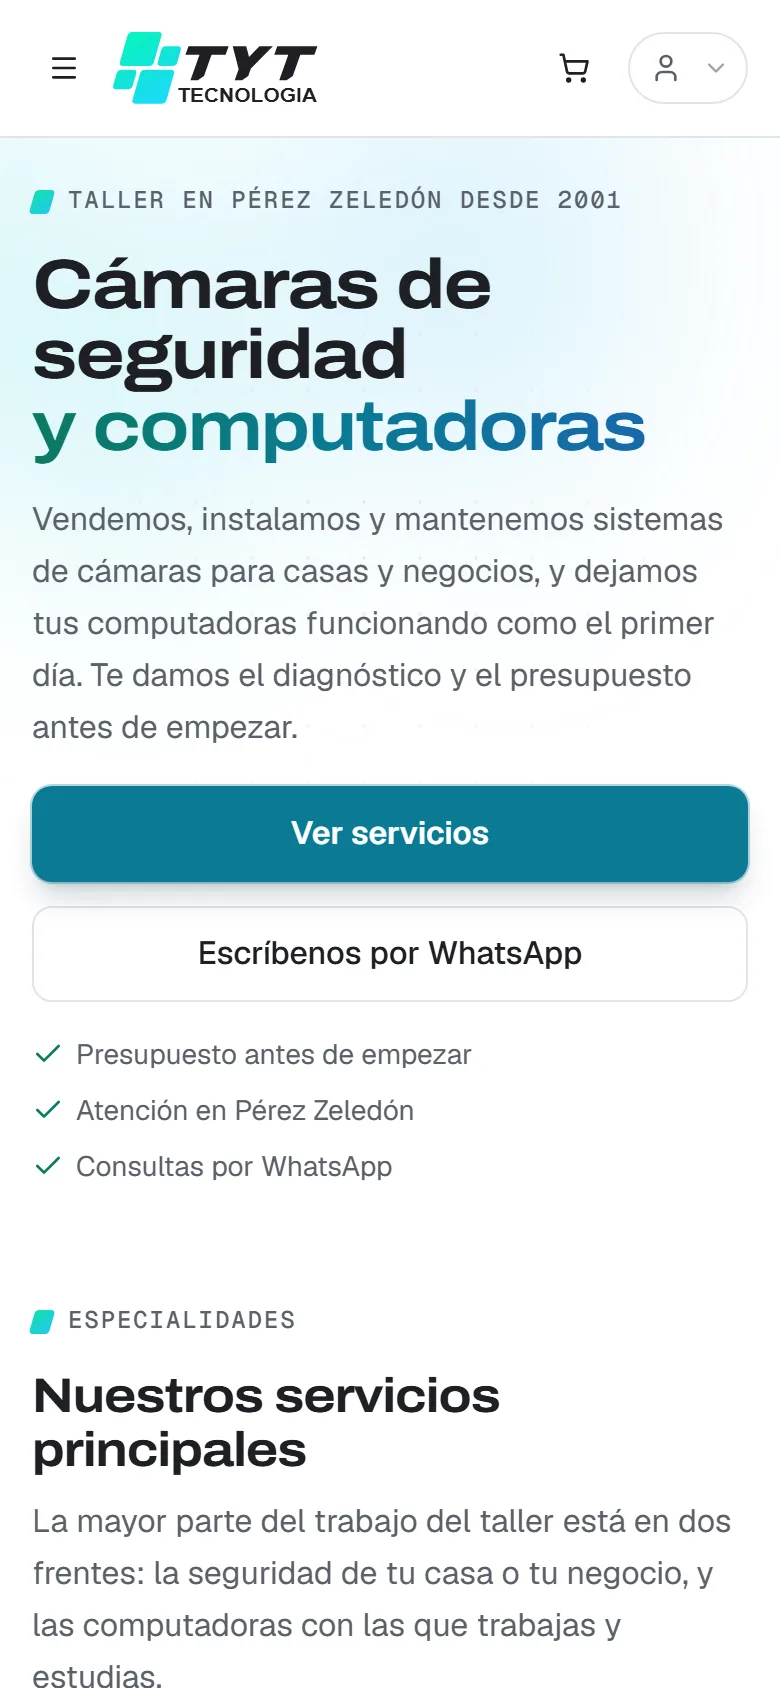 TYT
TECNOLOGIA
TALLER EN PÉREZ ZELEDÓN DESDE 2001
Cámaras de
seguridad
y computadoras
Vendemos, instalamos y mantenemos sistemas
de cámaras para casas y negocios, y dejamos
tus computadoras funcionando como el primer
día. Te damos el diagnóstico y el presupuesto
antes de empezar.
Ver servicios
Escríbenos por WhatsApp
Presupuesto antes de empezar
Atención en Pérez Zeledón
Consultas por WhatsApp
ESPECIALIDADES
Nuestros servicios
principales
La mayor parte del trabajo del taller está en dos
frentes: la seguridad de tu casa o tu negocio, y
las computadoras con las que trabajas y
estudias.